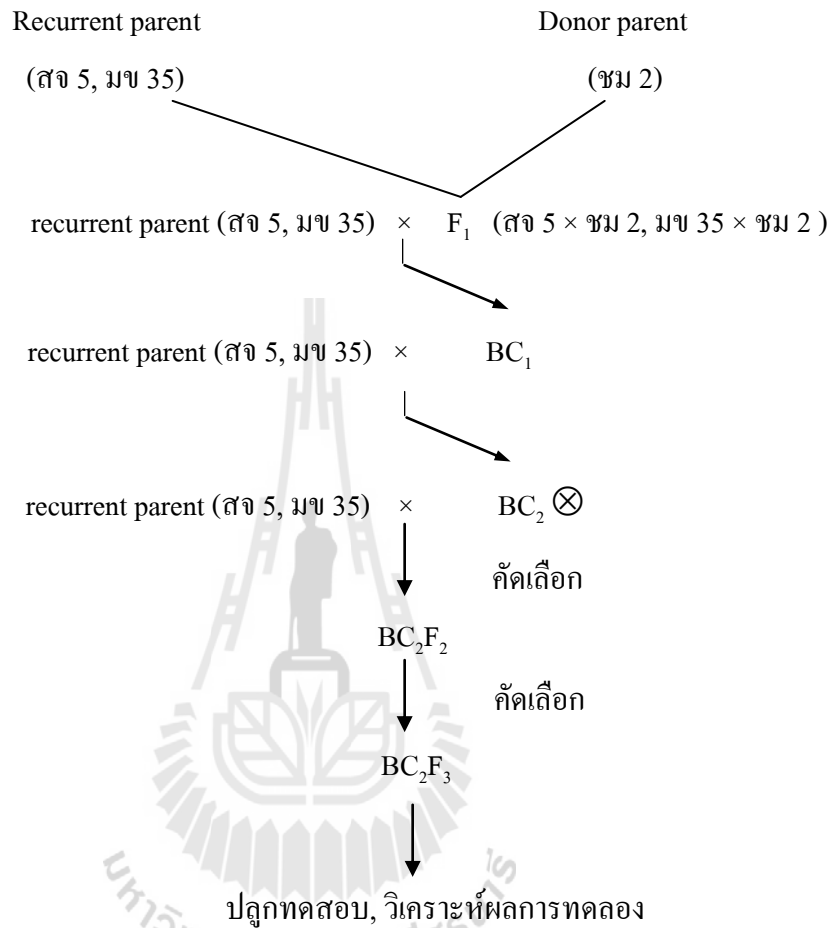 Recurrent parent Donor parent
(สจ 5, มข 35) (ชม 2)
recurrent parent (สจ 5, มข 35) × F₁ (สจ 5 × ชม 2, มข 35 × ชม 2 )
recurrent parent (สจ 5, มข 35) × BC₁
recurrent parent (สจ 5, มข 35) × BC₂ ⊗
คัดเลือก
BC₂F₂
คัดเลือก
BC₂F₃
ปลูกทดสอบ, วิเคราะห์ผลการทดลอง